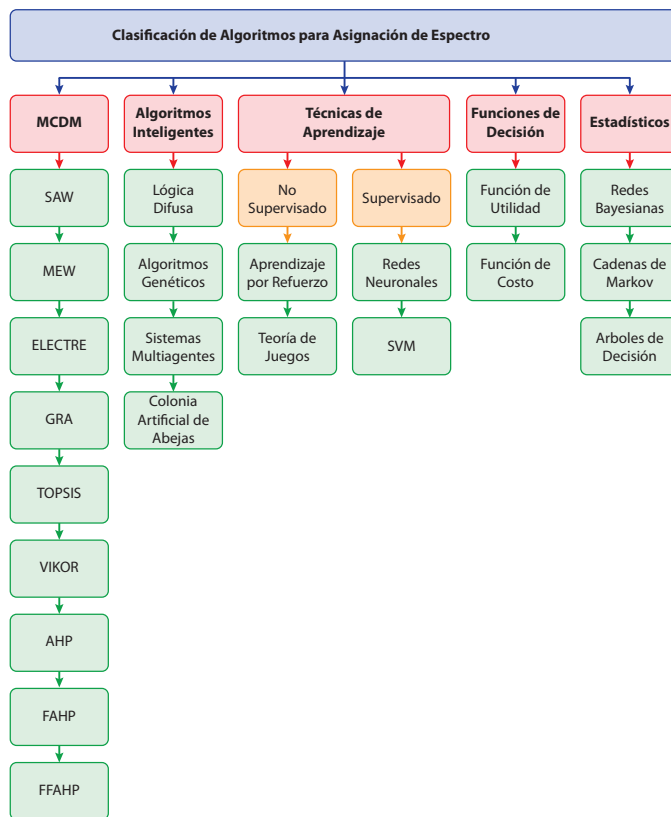 Clasificación de Algoritmos para Asignación de Espectro
MCDM
SAW
MEW
ELECTRE
GRA
TOPSIS
VIKOR
AHP
FAHP
FFAHP
Algoritmos
Inteligentes
Lógica
Difusa
Algoritmos
Genéticos
Sistemas
Multiagentes
Colonia
Artificial de
Abejas
Técnicas de
Aprendizaje
No
Supervisado
Aprendizaje
por Refuerzo
Teoría de
Juegos
Supervisado
Redes
Neuronales
SVM
Funciones de
Decisión
Función de
Utilidad
Función de
Costo
Estadísticos
Redes
Bayesianas
Cadenas de
Markov
Arboles de
Decisión